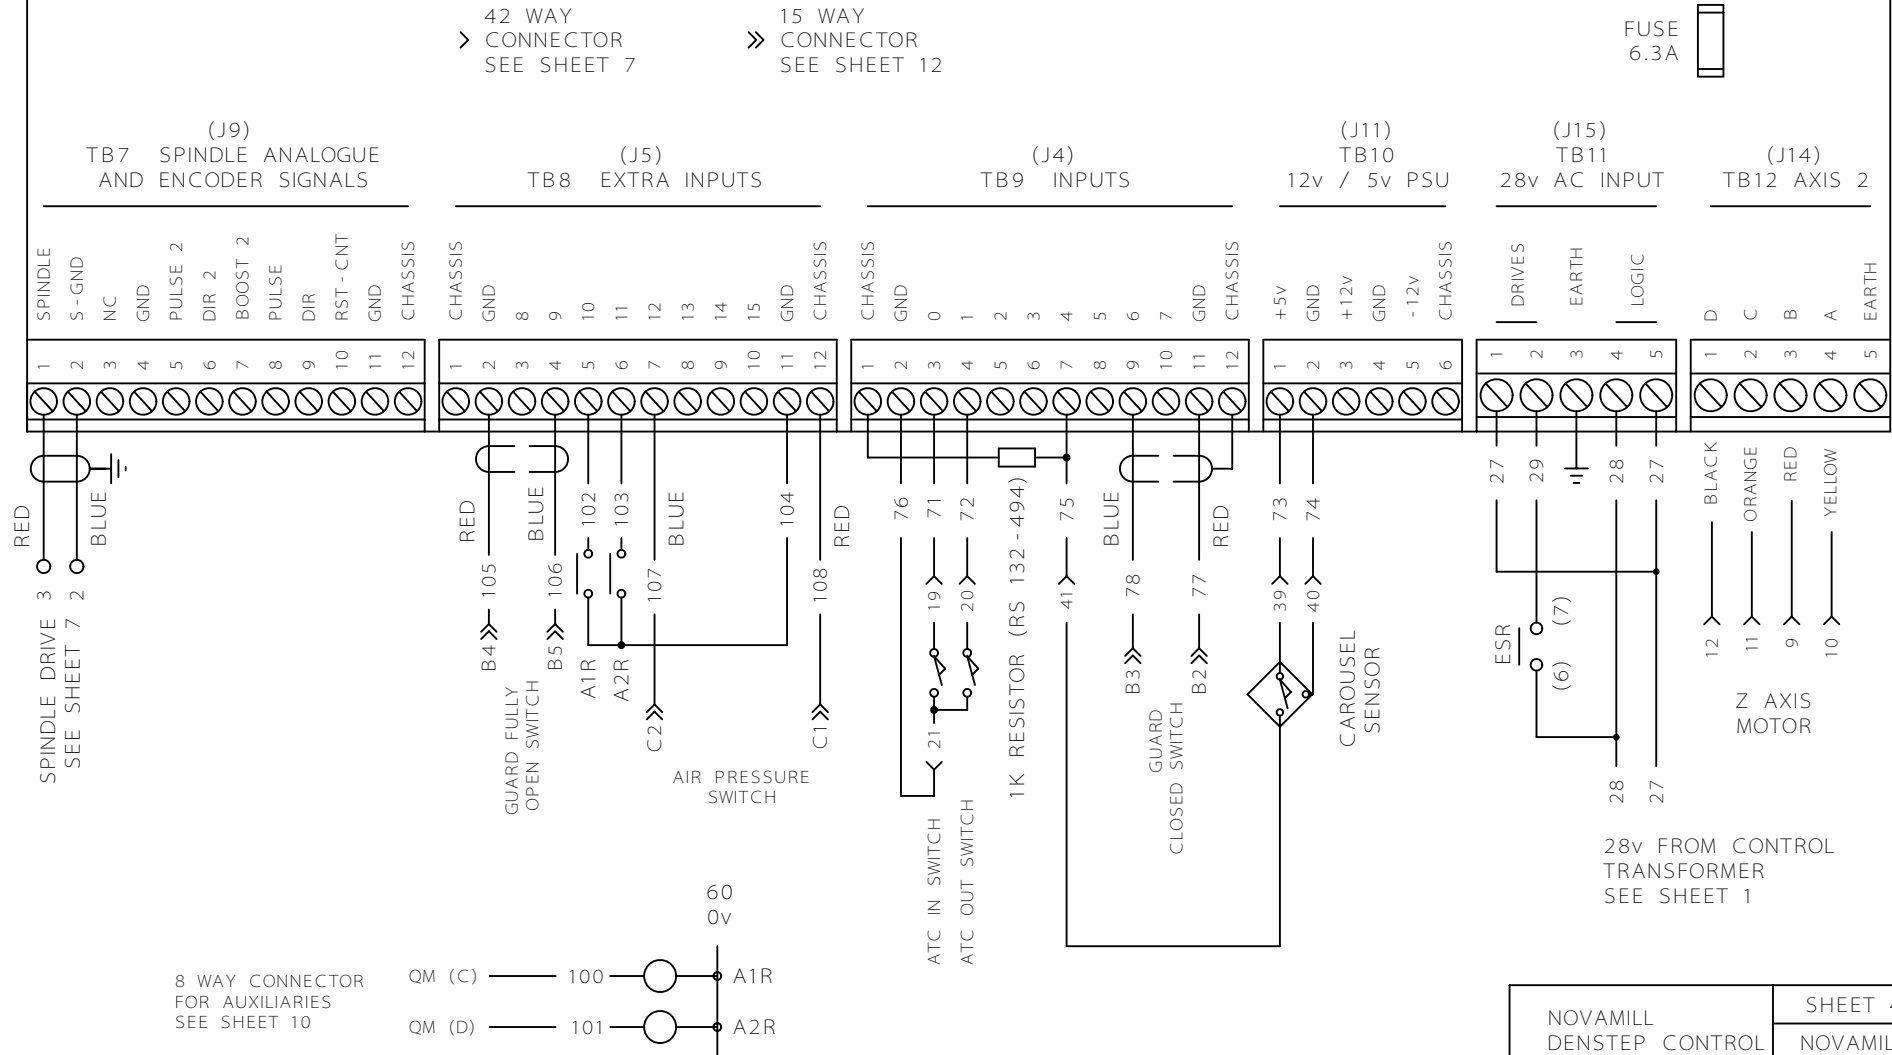 42 WAY
CONNECTOR
SEE SHEET 7
15 WAY
CONNECTOR
SEE SHEET 12
FUSE
6.3A
(J9)
TB7 SPINDLE ANALOGUE
AND ENCODER SIGNALS
(J5)
TB8 EXTRA INPUTS
(J4)
TB9 INPUTS
(J11)
TB10
12v / 5v PSU
(J15)
TB11
28v AC INPUT
(J14)
TB12 AXIS 2
SPINDLE
S-GND
NC
GND
PULSE 2
DIR 2
BOOST 2
PULSE
DIR
RST-CNT
GND
CHASSIS
CHASSIS
GND
8
9
10
11
12
13
14
15
GND
CHASSIS
CHASSIS
GND
0
1
2
3
4
5
6
7
GND
CHASSIS
+5v
GND
+12v
GND
-12v
CHASSIS
DRIVES
EARTH
LOGIC
D
C
B
A
EARTH
1 2 3 4 5 6 7 8 9 10 11 12
1 2 3 4 5 6 7 8 9 10 11 12
1 2 3 4 5 6 7 8 9 10 11 12
1 2 3 4 5 6
1 2 3 4 5
1 2 3 4 5
RED
BLUE
3
2
SPINDLE DRIVE
SEE SHEET 7
RED
105
B4
BLUE
106
B5
GUARD FULLY
OPEN SWITCH
102
A1R
103
A2R
107
BLUE
C2
104
108
RED
C1
AIR PRESSURE
SWITCH
76
71
19
72
20
21
ATC IN SWITCH
ATC OUT SWITCH
1K RESISTOR (RS 132-494)
75
41
BLUE
78
B3
77
RED
B2
GUARD
CLOSED SWITCH
73
39
74
40
CAROUSEL
SENSOR
27
29
28
27
ESR
(7)
(6)
28
27
28v FROM CONTROL
TRANSFORMER
SEE SHEET 1
BLACK
12
ORANGE
11
RED
9
YELLOW
10
Z AXIS
MOTOR
60
0v
8 WAY CONNECTOR
FOR AUXILIARIES
SEE SHEET 10
QM (C)
100
A1R
QM (D)
101
A2R
NOVAMILL
DENSTEP CONTROL
SHEET 4
NOVAMIL